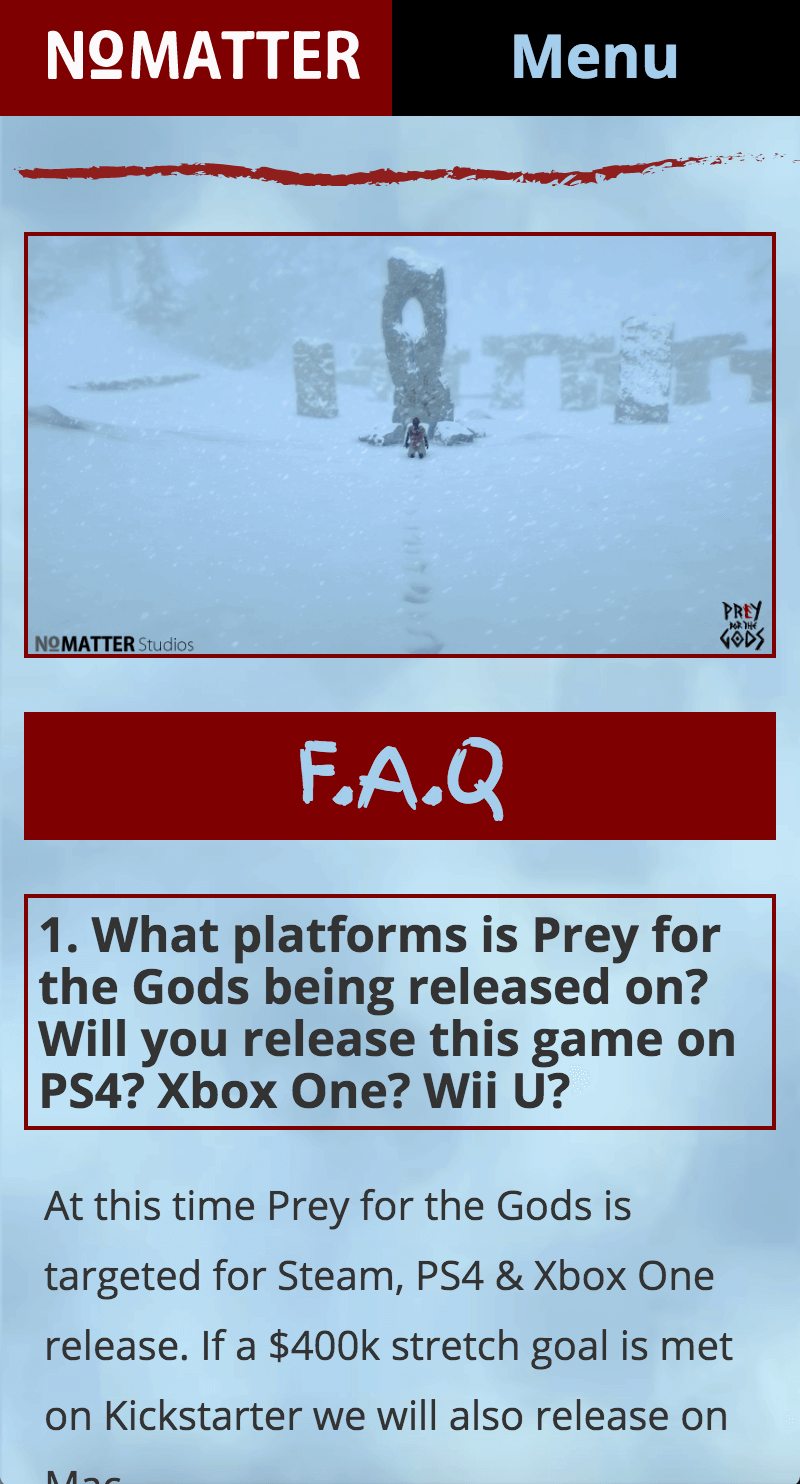 NºMATTER
Menu
NºMATTER Studios
PREY
FOR THE
GODS
F.A.Q
1. What platforms is Prey for
the Gods being released on?
Will you release this game on
PS4? Xbox One? Wii U?
At this time Prey for the Gods is
targeted for Steam, PS4 & Xbox One
release. If a $400k stretch goal is met
on Kickstarter we will also release on
Mac.